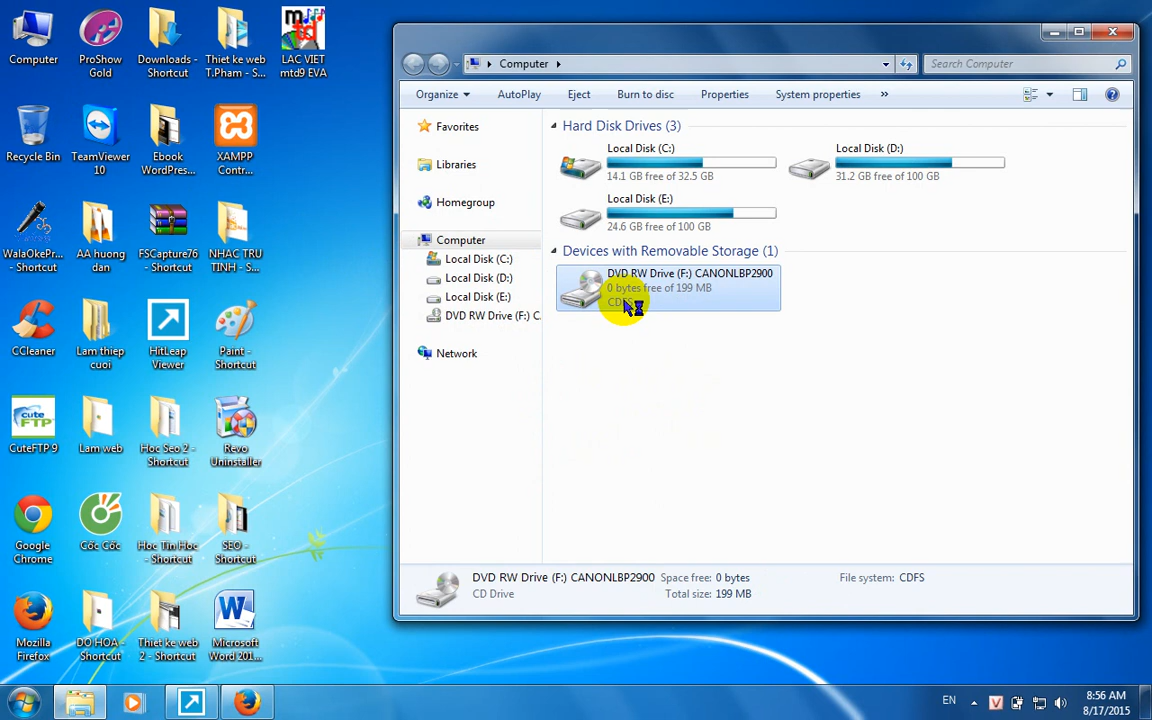 Computer
ProShow
Gold
Downloads -
Shortcut
Thiet ke web
T.Pham - S...
mtd
LAC VIET
mtd9 EVA
Recycle Bin
TeamViewer
10
Ebook
WordPres...
XAMPP
Contr...
WalaOkePr...
- Shortcut
AA huong
dan
FSCapture76
- Shortcut
NHAC TRU
TINH - S...
CCleaner
Lam thiep
cuoi
HitLeap
Viewer
Paint -
Shortcut
cute
FTP
CuteFTP 9
Lam web
Hoc Seo 2 -
Shortcut
Revo
Uninstaller
Google
Chrome
Cốc Cốc
Hoc Tin Hoc
- Shortcut
SEO -
Shortcut
Mozilla
Firefox
DO HOA -
Shortcut
Thiet ke web
2 - Shortcut
Microsoft
Word 201...
Computer
Search Computer
Organize
AutoPlay
Eject
Burn to disc
Properties
System properties
»
Favorites
Libraries
Homegroup
Computer
Local Disk (C:)
Local Disk (D:)
Local Disk (E:)
DVD RW Drive (F:) C.
Network
Hard Disk Drives (3)
Local Disk (C:)
14.1 GB free of 32.5 GB
Local Disk (D:)
31.2 GB free of 100 GB
Local Disk (E:)
24.6 GB free of 100 GB
Devices with Removable Storage (1)
DVD RW Drive (F:) CANONLBP2900
0 bytes free of 199 MB
CDFS
DVD RW Drive (F:) CANONLBP2900 Space free: 0 bytes File system: CDFS
CD Drive Total size: 199 MB
EN
V
8:56 AM
8/17/2015